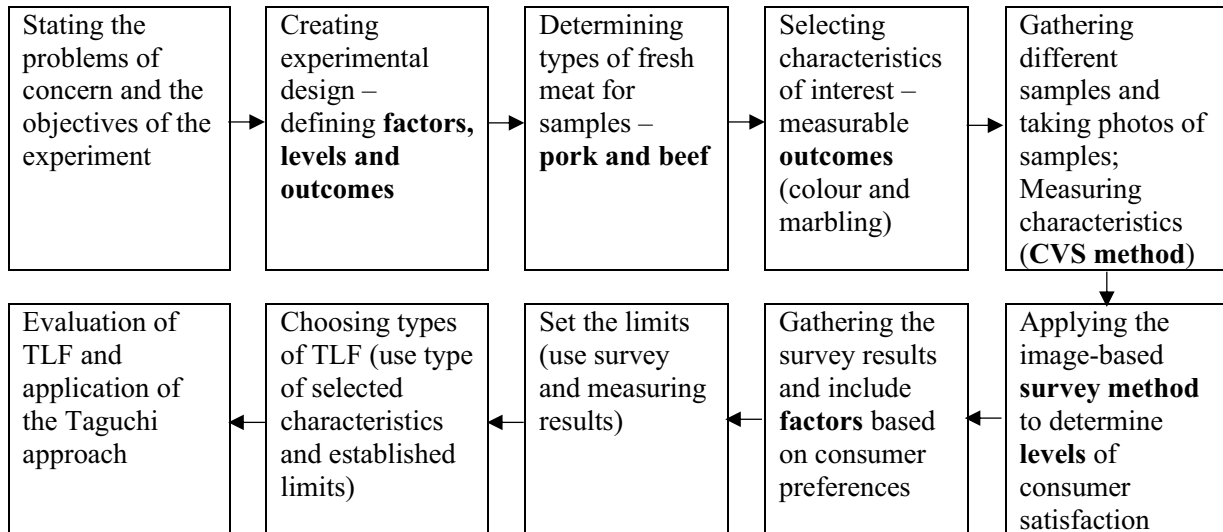 Stating the
problems of
concern and the
objectives of the
experiment
Creating
experimental
design –
defining factors,
levels and
outcomes
Determining
types of fresh
meat for
samples –
pork and beef
Selecting
characteristics
of interest –
measurable
outcomes
(colour and
marbling)
Gathering
different
samples and
taking photos of
samples;
Measuring
characteristics
(CVS method)
Applying the
image-based
survey method
to determine
levels of
consumer
satisfaction
Gathering the
survey results
and include
factors based
on consumer
preferences
Set the limits
(use survey
and measuring
results)
Choosing types
of TLF (use type
of selected
characteristics
and established
limits)
Evaluation of
TLF and
application of
the Taguchi
approach